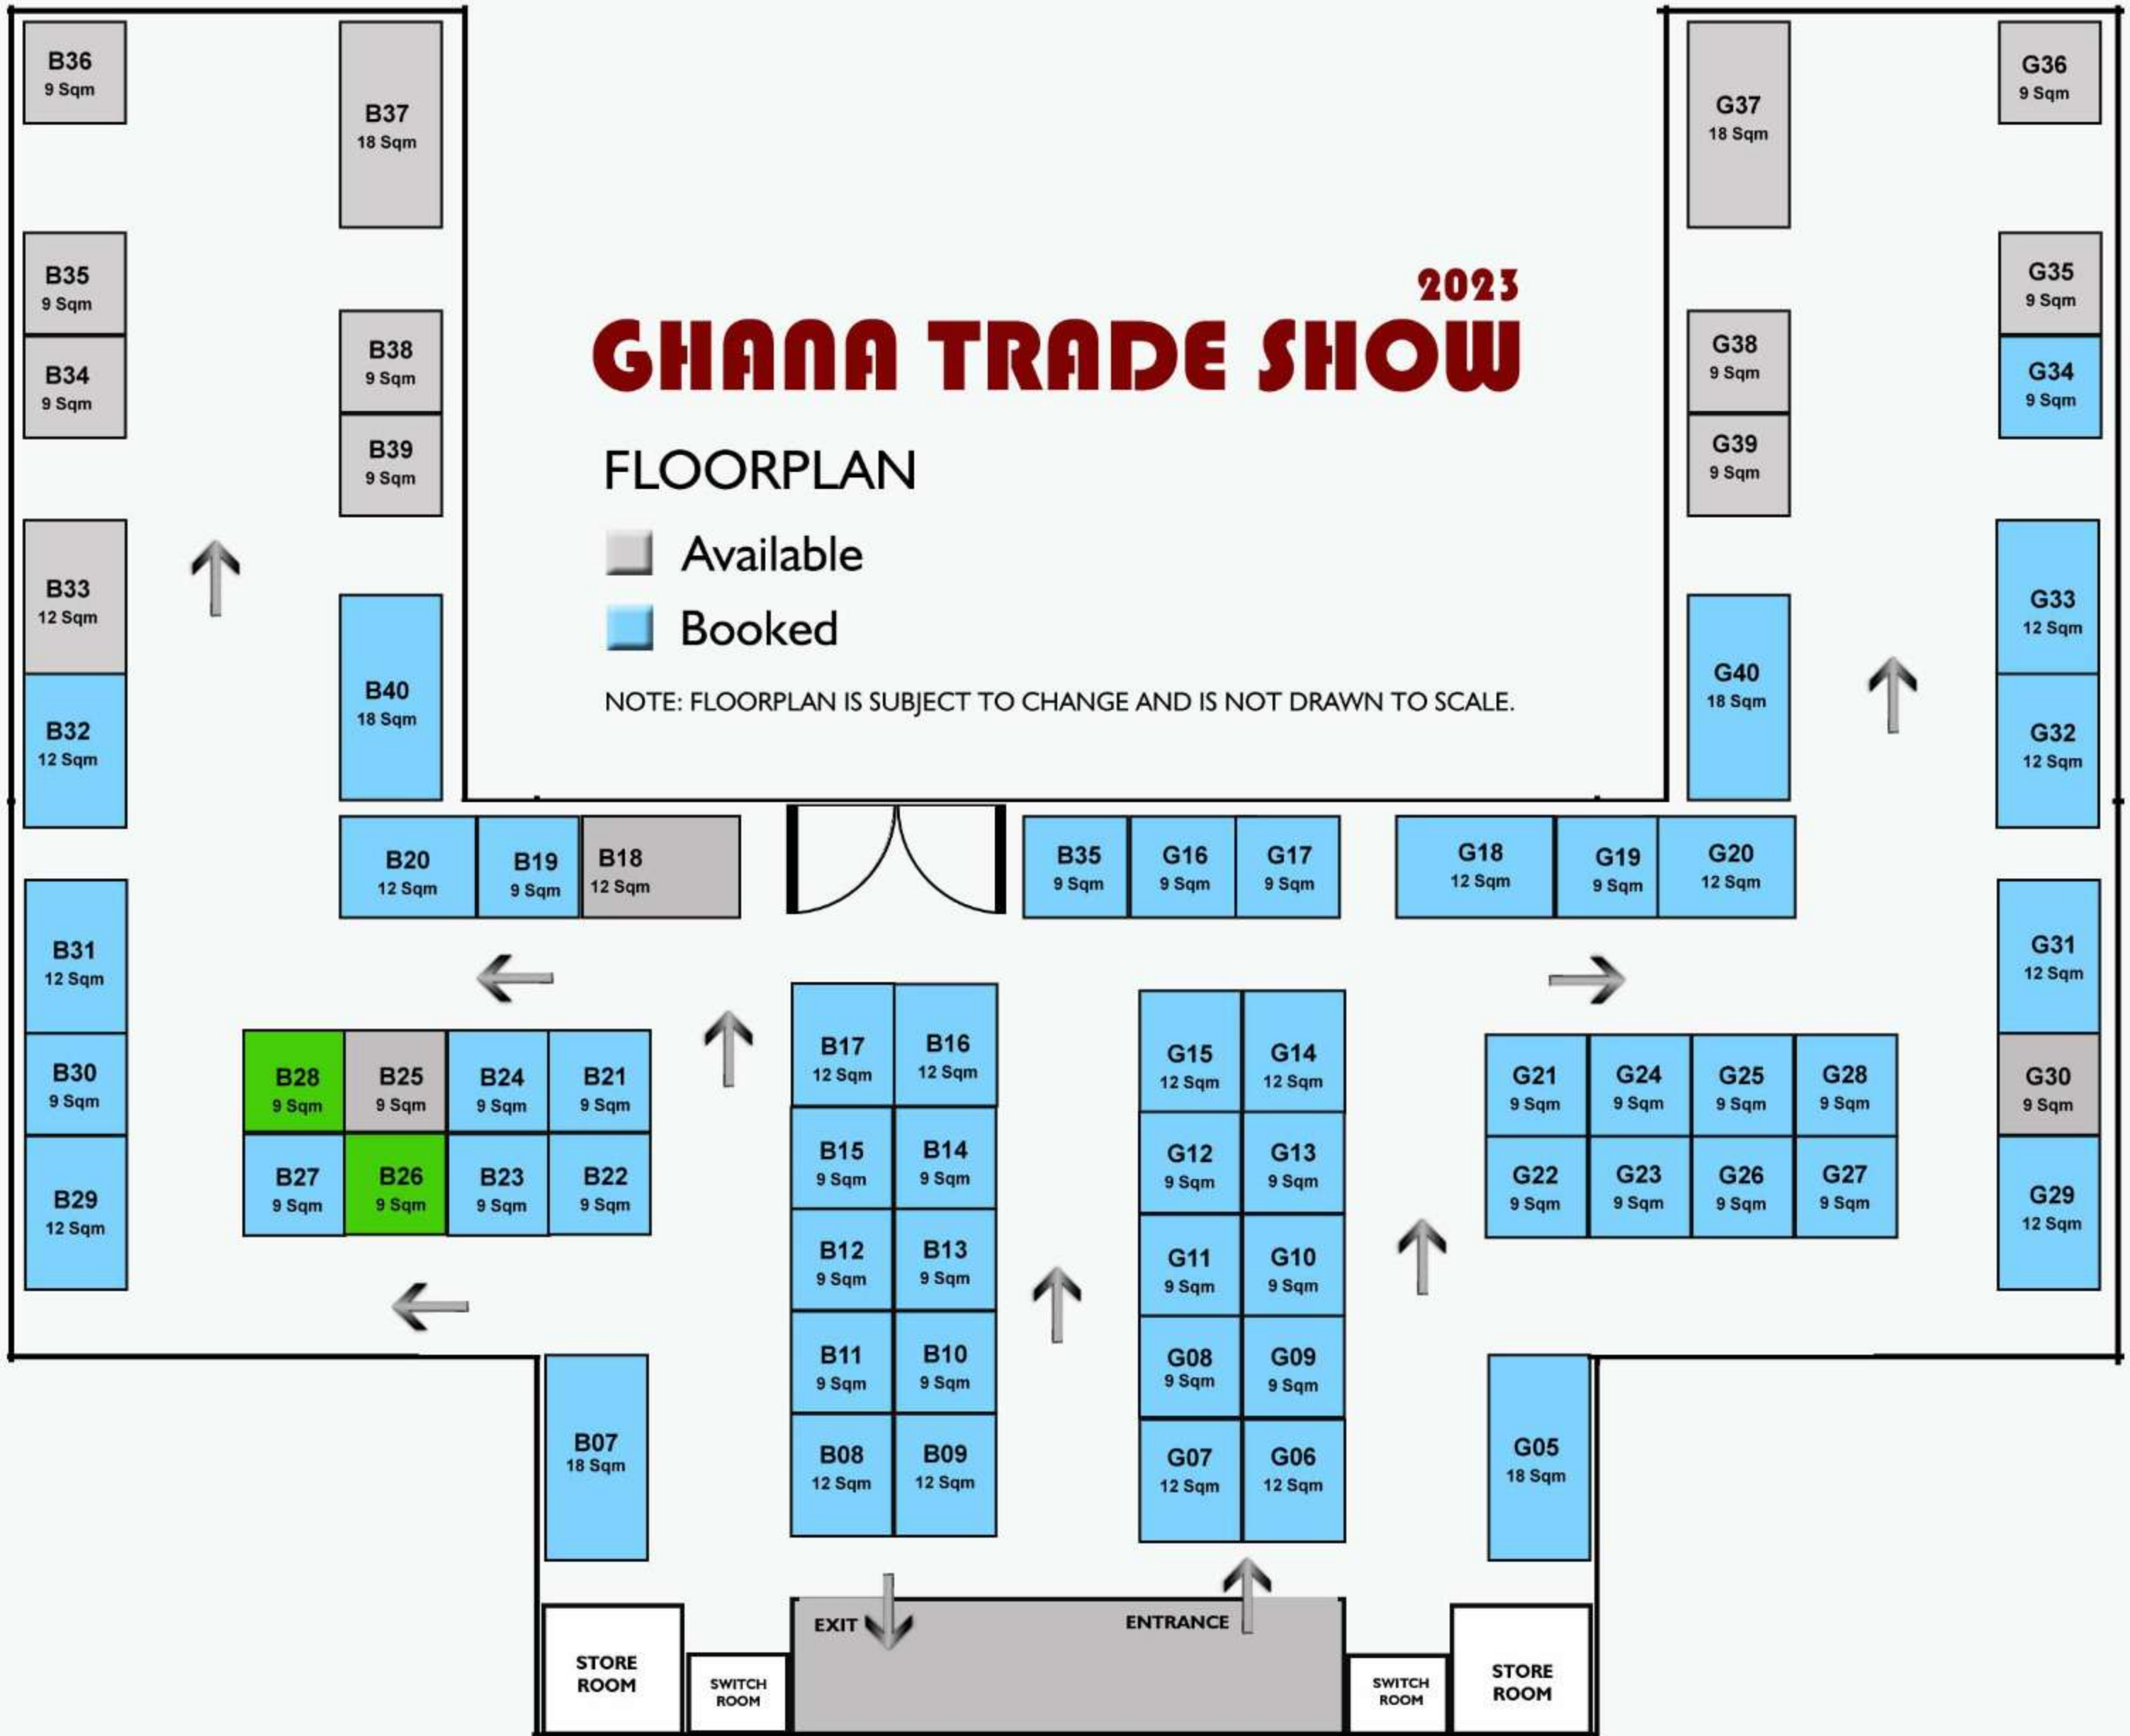 B36
9 Sqm
B37
18 Sqm
G37
18 Sqm
G36
9 Sqm
B35
9 Sqm
B34
9 Sqm
B38
9 Sqm
B39
9 Sqm
2023
GHANA TRADE SHOW
FLOORPLAN
Available
Booked
NOTE: FLOORPLAN IS SUBJECT TO CHANGE AND IS NOT DRAWN TO SCALE.
G38
9 Sqm
G39
9 Sqm
G35
9 Sqm
G34
9 Sqm
B33
12 Sqm
B32
12 Sqm
B40
18 Sqm
G40
18 Sqm
G33
12 Sqm
G32
12 Sqm
B20
12 Sqm
B19
9 Sqm
B18
12 Sqm
B35
9 Sqm
G16
9 Sqm
G17
9 Sqm
G18
12 Sqm
G19
9 Sqm
G20
12 Sqm
B31
12 Sqm
B30
9 Sqm
B29
12 Sqm
B28
9 Sqm
B25
9 Sqm
B24
9 Sqm
B21
9 Sqm
B27
9 Sqm
B26
9 Sqm
B23
9 Sqm
B22
9 Sqm
B17
12 Sqm
B16
12 Sqm
B15
9 Sqm
B14
9 Sqm
B12
9 Sqm
B13
9 Sqm
B11
9 Sqm
B10
9 Sqm
B08
12 Sqm
B09
12 Sqm
G15
12 Sqm
G14
12 Sqm
G12
9 Sqm
G13
9 Sqm
G11
9 Sqm
G10
9 Sqm
G08
9 Sqm
G09
9 Sqm
G07
12 Sqm
G06
12 Sqm
G21
9 Sqm
G24
9 Sqm
G25
9 Sqm
G28
9 Sqm
G22
9 Sqm
G23
9 Sqm
G26
9 Sqm
G27
9 Sqm
G31
12 Sqm
G30
9 Sqm
G29
12 Sqm
B07
18 Sqm
G05
18 Sqm
STORE
ROOM
SWITCH
ROOM
EXIT
ENTRANCE
SWITCH
ROOM
STORE
ROOM